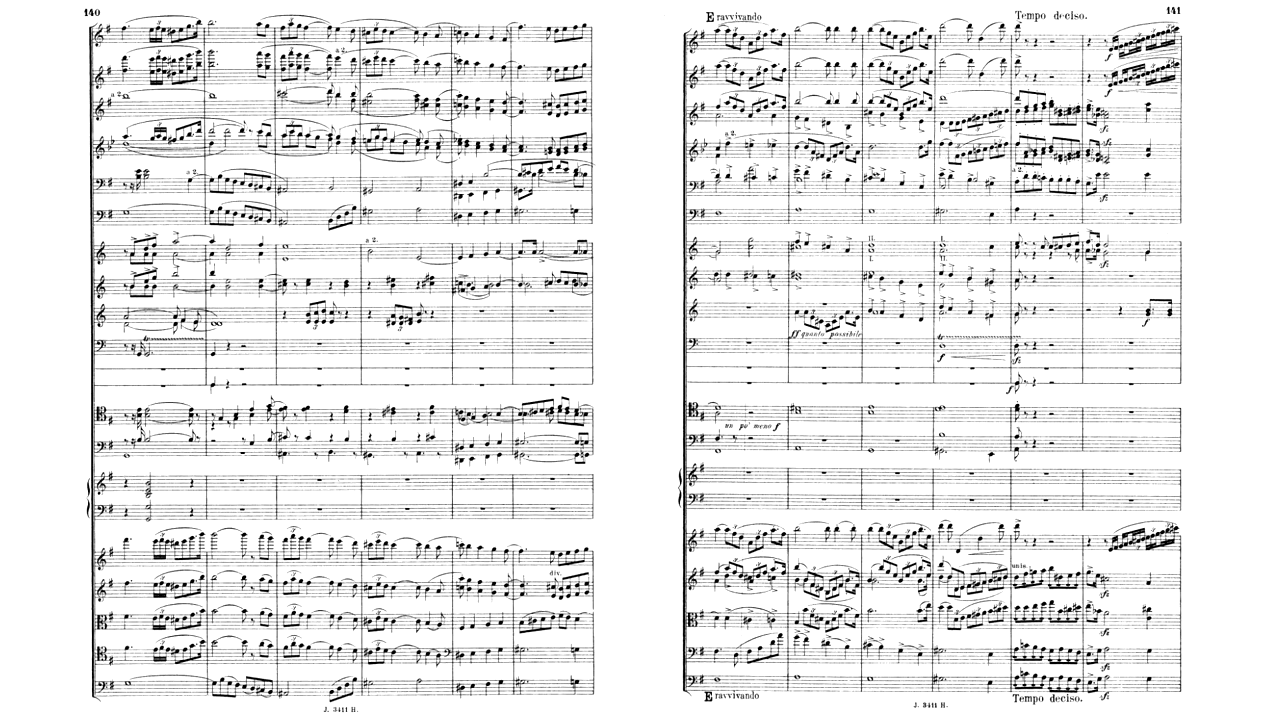 140
a 2.
a 2
a 2
a 2.
div.
J. 3411 H.
141
E ravvivando
Tempo deciso.
a 2.
a 2.
II.
I.
I.
II.
ff quanto possibile
f
f
f
un po' meno f
unis.
E ravvivando
Tempo deciso.
J. 3411 H.